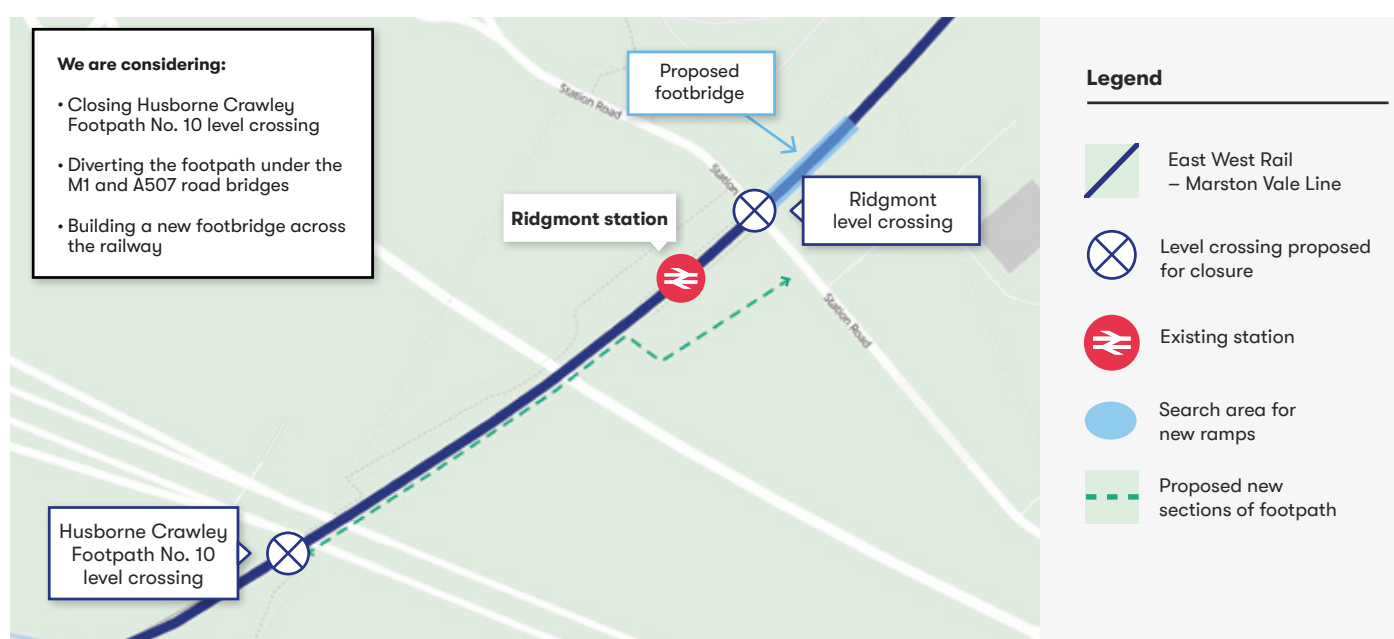 We are considering:
• Closing Husborne Crawley
Footpath No. 10 level crossing
• Diverting the footpath under the
M1 and A507 road bridges
• Building a new footbridge across
the railway
Proposed
footbridge
Station Road
Station
Ridgmont station
Ridgmont
level crossing
Station Road
Husborne Crawley
Footpath No. 10
level crossing
Legend
East West Rail
– Marston Vale Line
Level crossing proposed
for closure
Existing station
Search area for
new ramps
Proposed new
sections of footpath